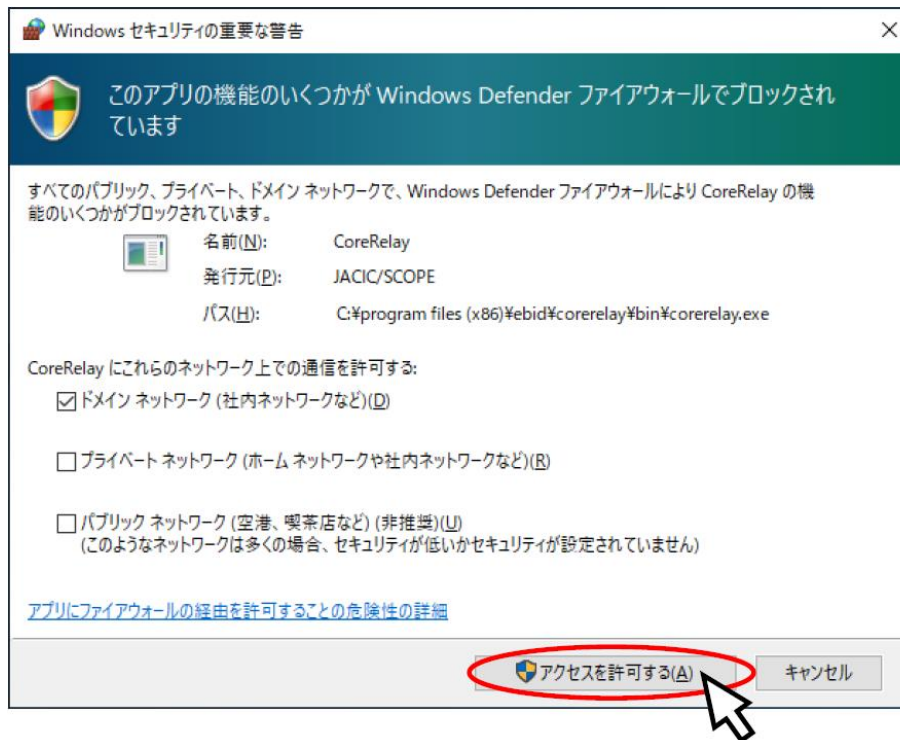 Windows セキュリティの重要な警告
このアプリの機能のいくつかが Windows Defender ファイアウォールでブロックされ
ています
すべてのパブリック、プライベート、ドメイン ネットワークで、Windows Defender ファイアウォールにより CoreRelay の機
能のいくつかがブロックされています。
名前(N): CoreRelay
発行元(P): JACIC/SCOPE
パス(H): C:¥program files (x86)¥ebid¥corerelay¥bin¥corerelay.exe
CoreRelay にこれらのネットワーク上での通信を許可する:
ドメイン ネットワーク (社内ネットワークなど)(D)
プライベート ネットワーク (ホーム ネットワークや社内ネットワークなど)(R)
パブリック ネットワーク (空港、喫茶店など) (非推奨)(U)
(このようなネットワークは多くの場合、セキュリティが低いかセキュリティが設定されていません)
アプリにファイアウォールの経由を許可することの危険性の詳細
アクセスを許可する(A) キャンセル